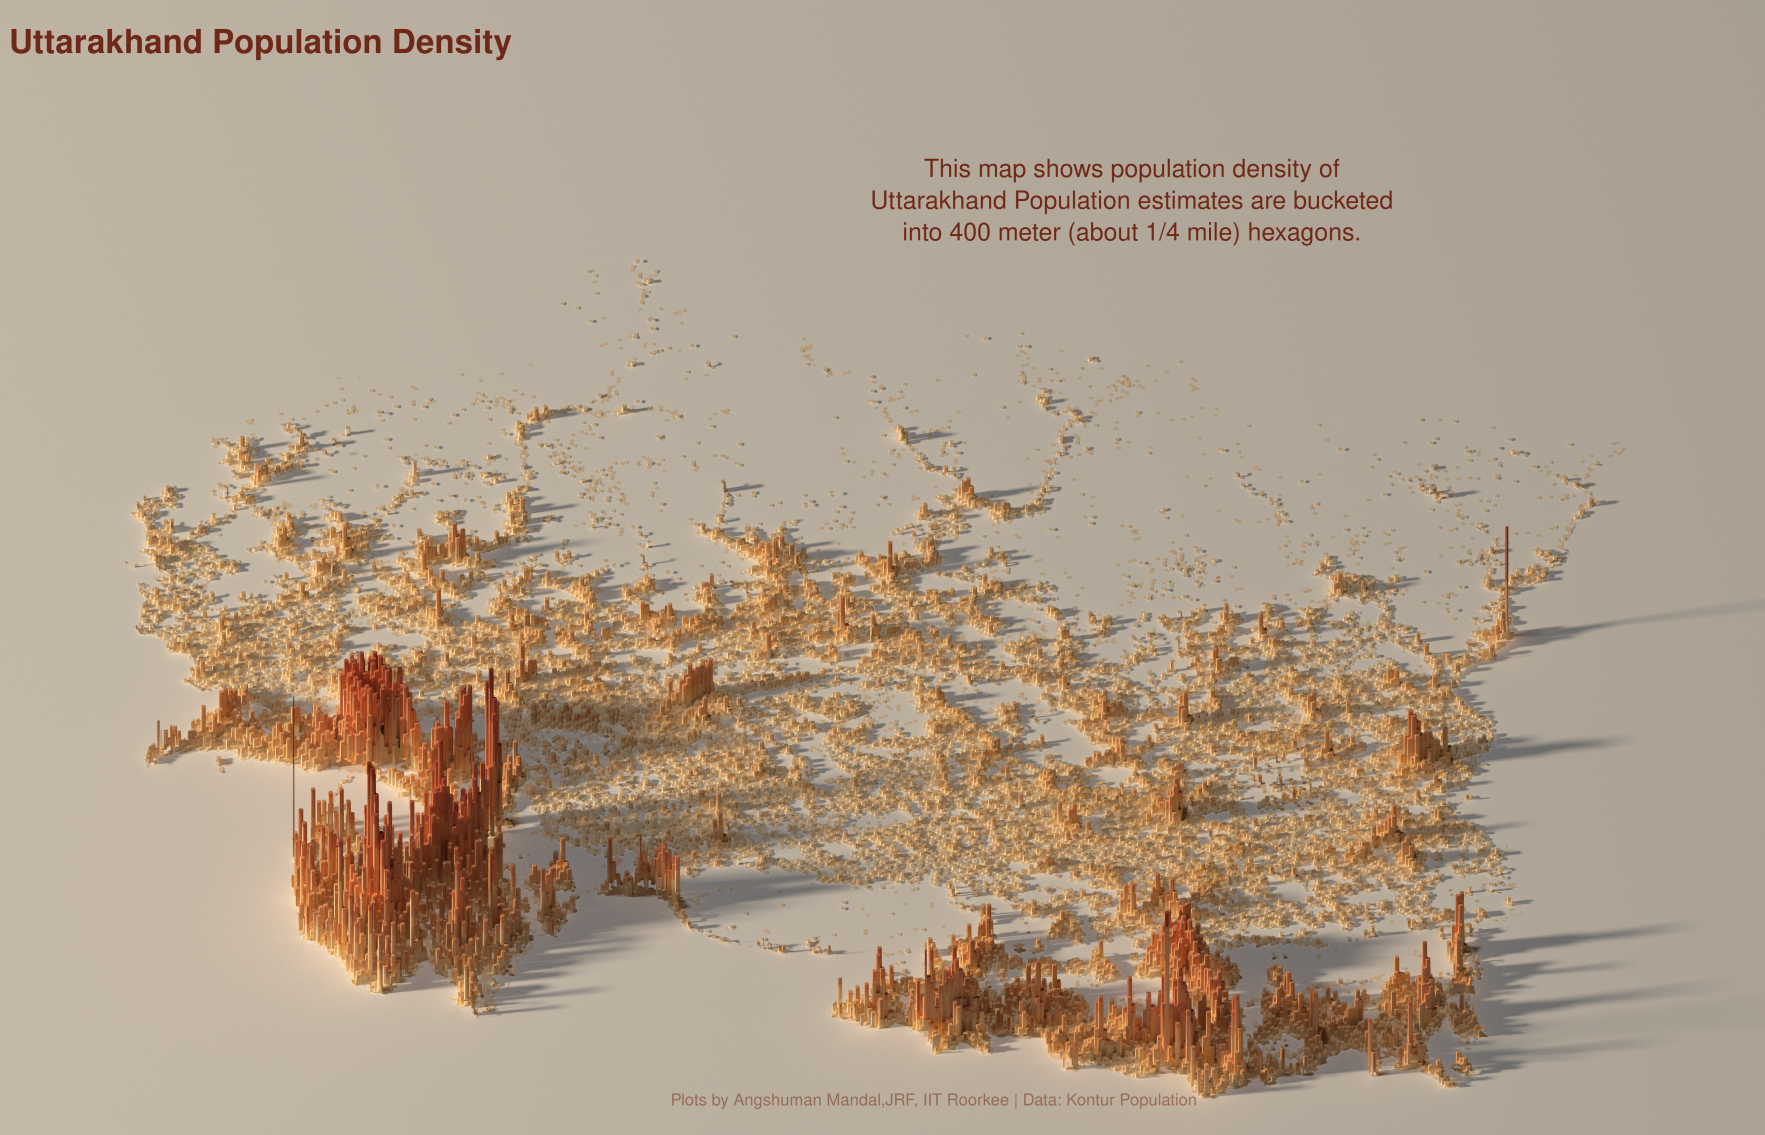 Uttarakhand Population Density
This map shows population density of
Uttarakhand Population estimates are bucketed
into 400 meter (about 1/4 mile) hexagons.
Plots by Angshuman Mandal,JRF, IIT Roorkee | Data: Kontur Population